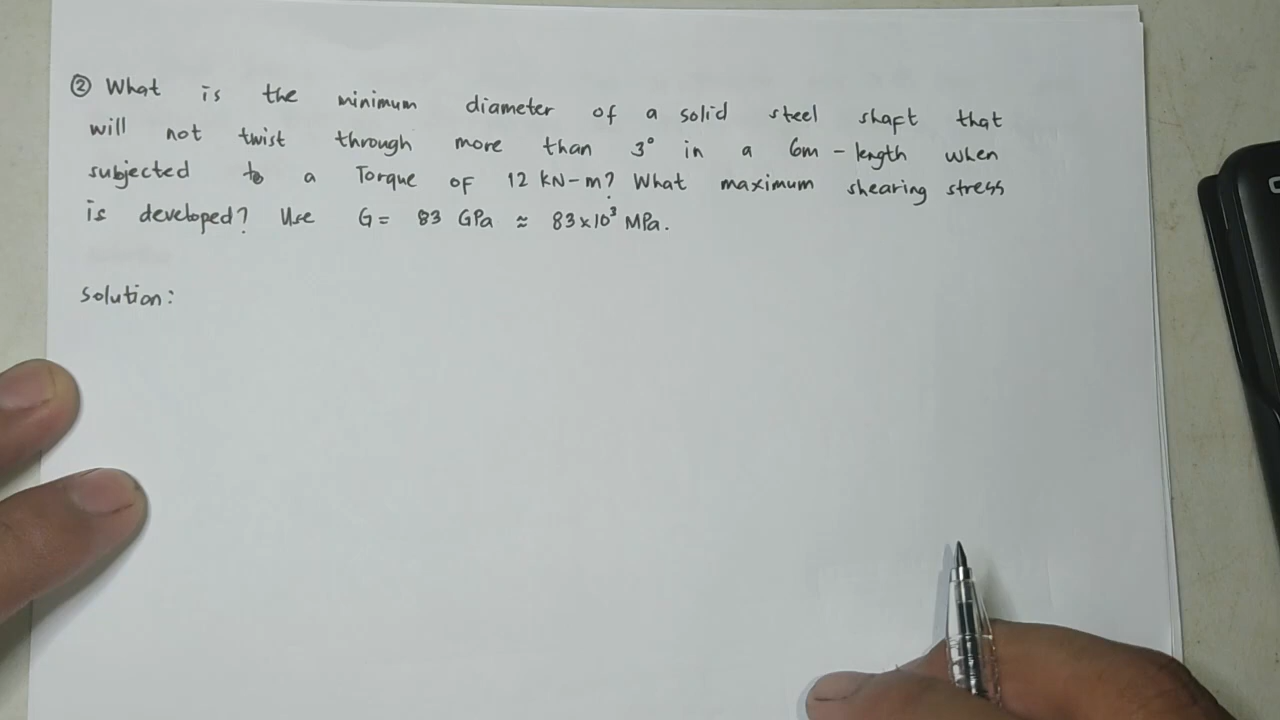 ② What is the minimum diameter of a solid steel shaft that
will not twist through more than 3° in a 6m - length when
subjected to a Torque of 12 kN-m? What maximum shearing stress
is developed? Use G = 83 GPa ≈ 83x10³ MPa.
Solution: